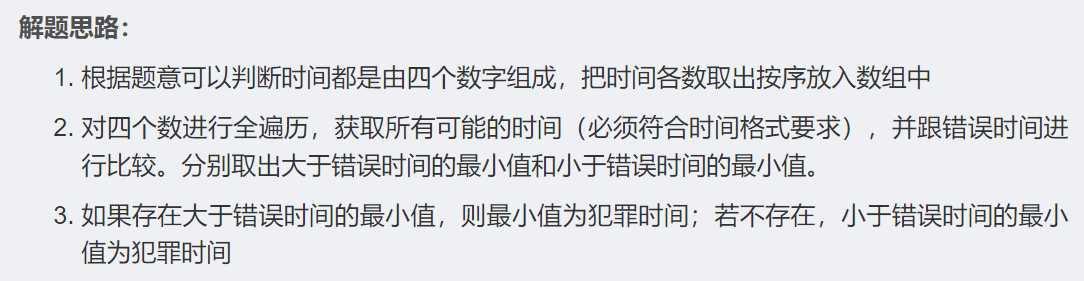 解题思路：
1. 根据题意可以判断时间都是由四个数字组成，把时间各数取出按序放入数组中
2. 对四个数进行全遍历，获取所有可能的时间（必须符合时间格式要求），并跟错误时间进
行比较。分别取出大于错误时间的最小值和小于错误时间的最小值。
3. 如果存在大于错误时间的最小值，则最小值为犯罪时间；若不存在，小于错误时间的最小
值为犯罪时间